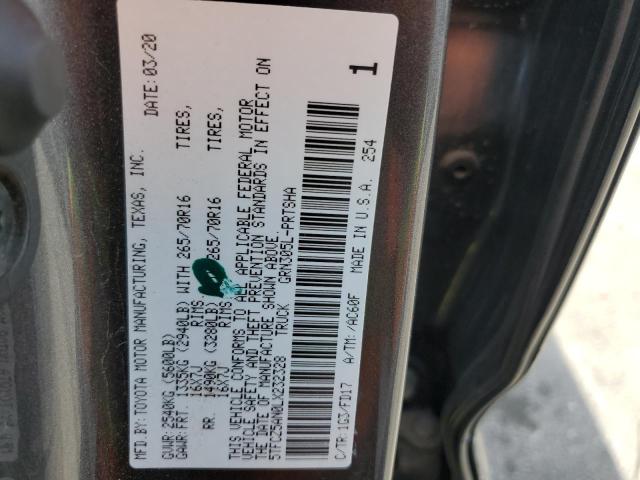 MFD.BY: TOYOTA MOTOR MANUFACTURING, TEXAS, INC. DATE: 03/20
GVWR: 2540KG (5600LB)
GAWR: FRT. 1335KG (2940LB) WITH 265/70R16 TIRES,
16X7J RIMS
RR. 1490KG (3280LB) 265/70R16 TIRES,
16X7J RIMS
THIS VEHICLE CONFORMS TO ALL APPLICABLE FEDERAL MOTOR
VEHICLE SAFETY AND THEFT PREVENTION STANDARDS IN EFFECT ON
THE DATE OF MANUFACTURE SHOWN ABOVE.
5TFCZ5AN0LX232328 TRUCK GRN305L-PRTSHA
C/TR:1G3/FD17 A/TM:/AC60F MADE IN U.S.A. 254
1